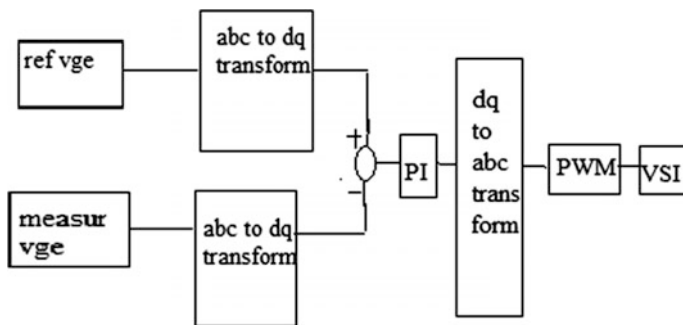 ref vge
abc to dq
transform
+
-
measur
vge
abc to dq
transform
PI
dq
to
abc
trans
form
PWM
VSI